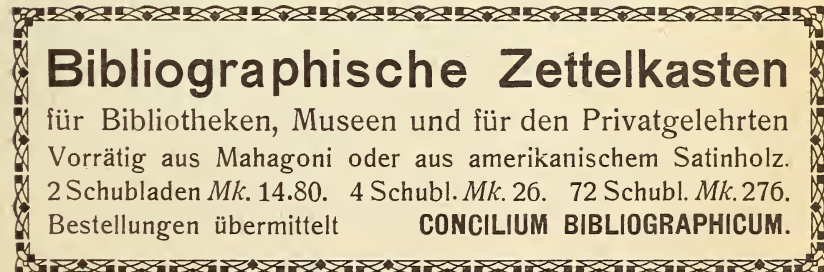 Bibliographische Zettelkasten
für Bibliotheken, Museen und für den Privatgelehrten
Vorrätig aus Mahagoni oder aus amerikanischem Satinholz.
2 Schubladen Mk. 14.80. 4 Schubl. Mk. 26. 72 Schubl. Mk. 276.
Bestellungen übermittelt CONCILIUM BIBLIOGRAPHICUM.